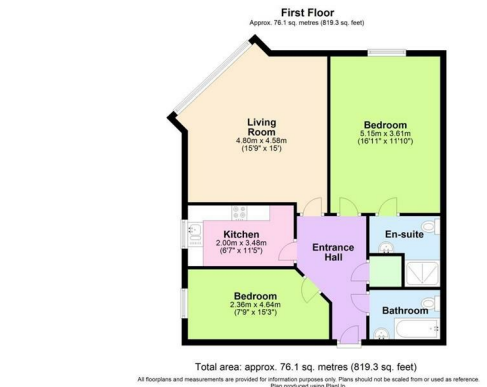 First Floor
Approx. 76.1 sq. metres (819.3 sq. feet)
Living
Room
4.80m x 4.58m
(15'9" x 15')
Bedroom
5.15m x 3.61m
(16'11" x 11'10")
Kitchen
2.00m x 3.48m
(6'7" x 11'5")
Entrance
Hall
En-suite
Bedroom
2.36m x 4.64m
(7'9" x 15'3")
Bathroom
Total area: approx. 76.1 sq. metres (819.3 sq. feet)
All floorplans and measurements are provided for information purposes only. Plans should not be scaled from or used as reference.
Plan produced using PlanUp.